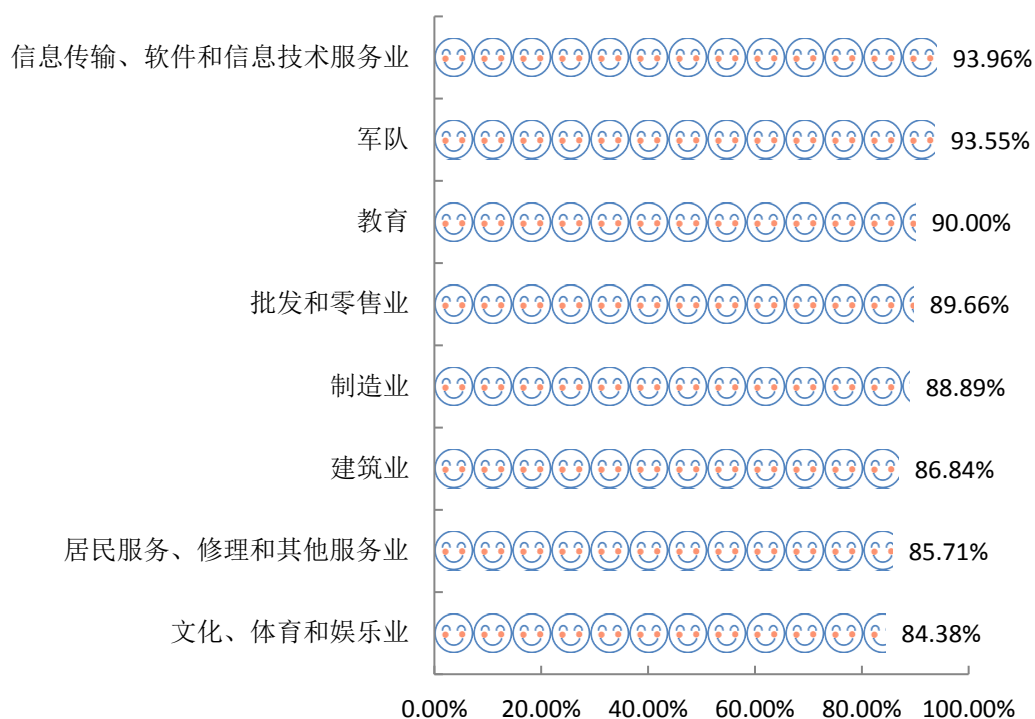 信息传输、软件和信息技术服务业 93.96%
军队 93.55%
教育 90.00%
批发和零售业 89.66%
制造业 88.89%
建筑业 86.84%
居民服务、修理和其他服务业 85.71%
文化、体育和娱乐业 84.38%
0.00% 20.00% 40.00% 60.00% 80.00% 100.00%